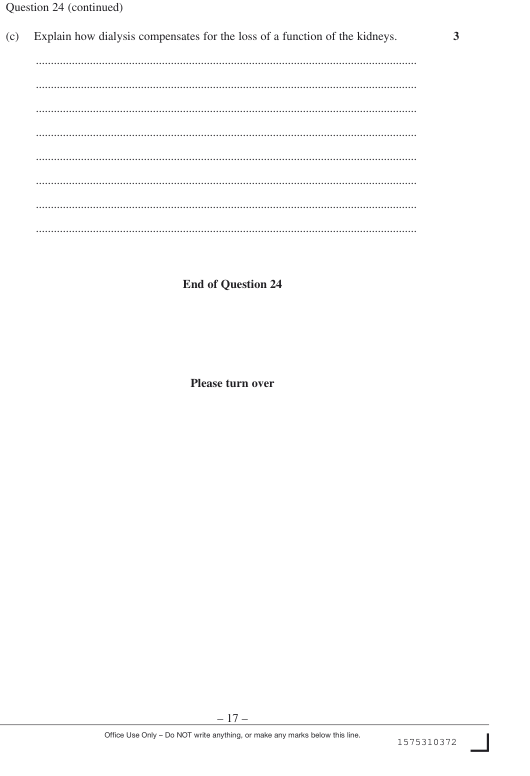 Question 24 (continued)
(c) Explain how dialysis compensates for the loss of a function of the kidneys. 3
................................................................................................................................
................................................................................................................................
................................................................................................................................
................................................................................................................................
................................................................................................................................
................................................................................................................................
................................................................................................................................
................................................................................................................................
End of Question 24
Please turn over
– 17 –
Office Use Only – Do NOT write anything, or make any marks below this line.
1575310372